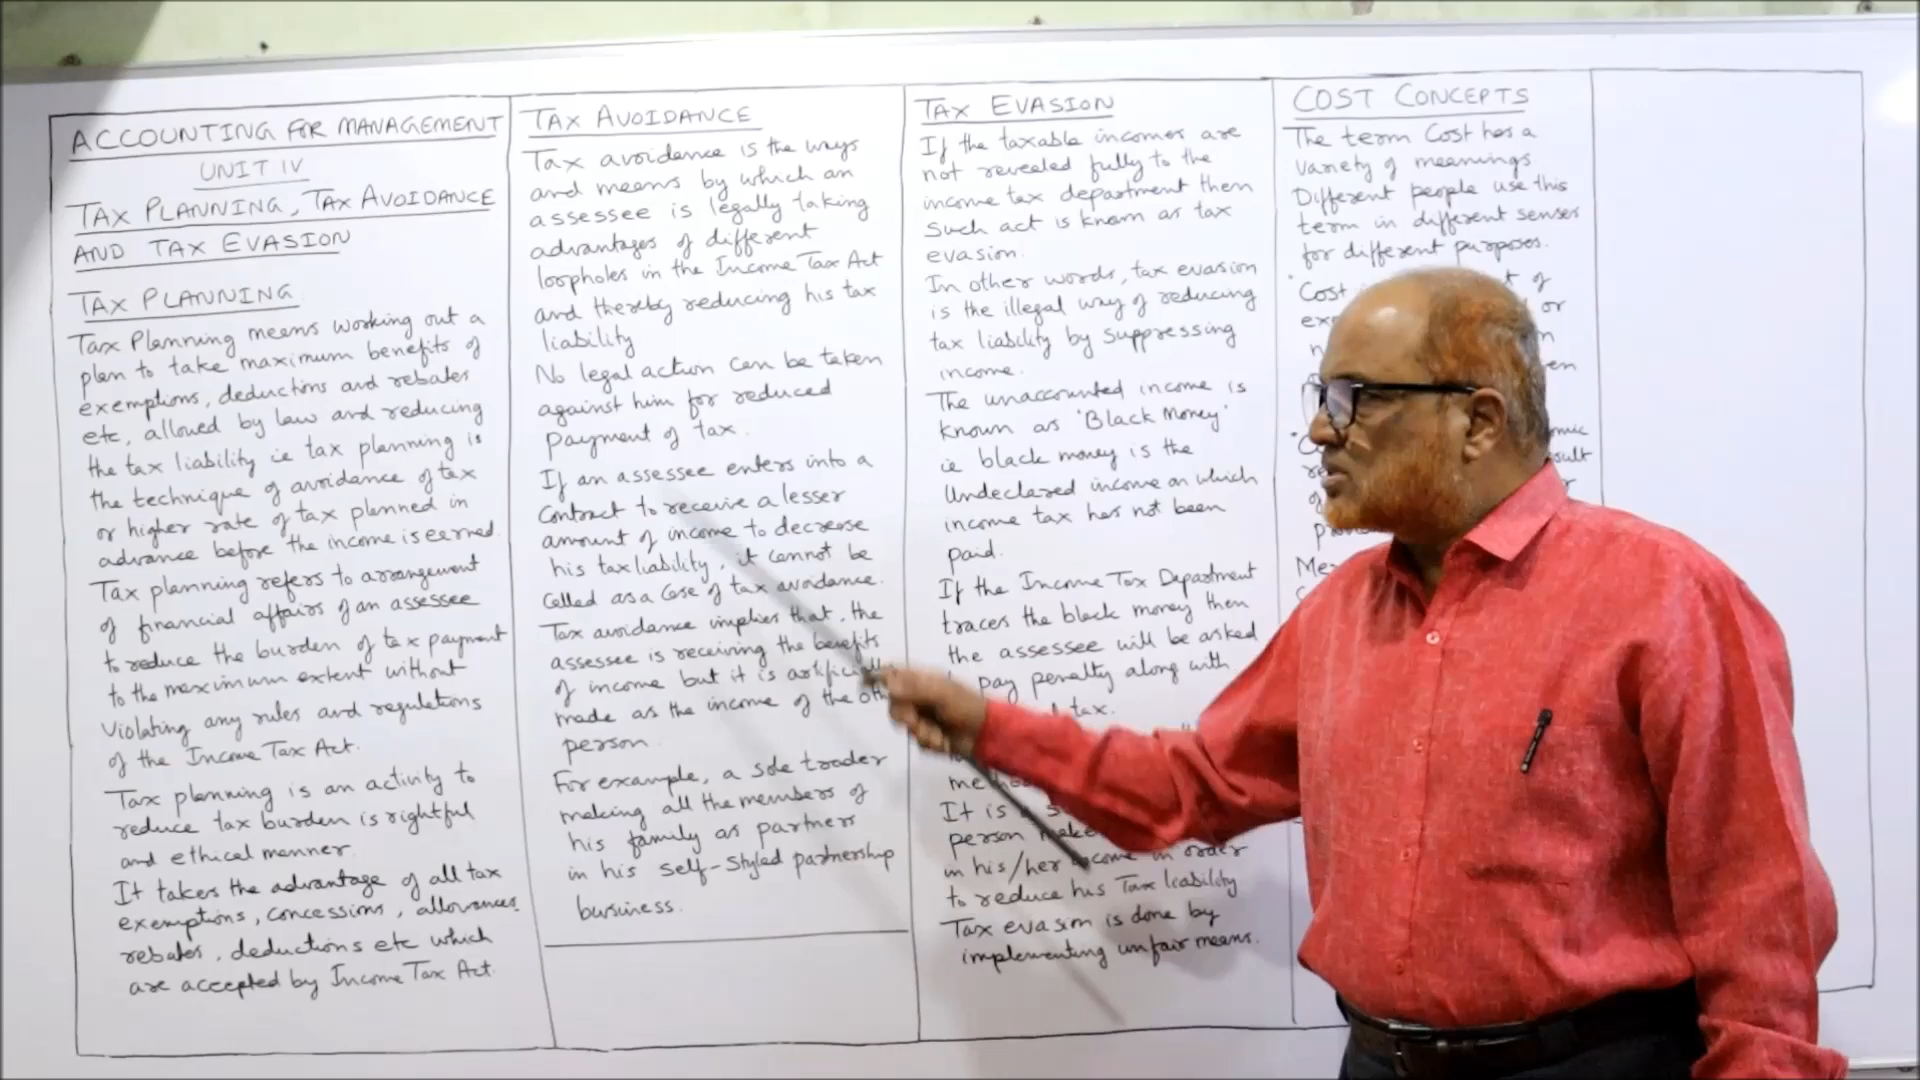 ACCOUNTING FOR MANAGEMENT
UNIT IV
TAX PLANNING, TAX AVOIDANCE
AND TAX EVASION
TAX PLANNING
Tax Planning means working out a
plan to take maximum benefits of
exemptions, deductions and rebates
etc, allowed by law and reducing
the tax liability ie tax planning is
the technique of avoidance of tax
or higher rate of tax planned in
advance before the income is earned.
Tax planning refers to arrangement
of financial affairs of an assessee
to reduce the burden of tax payment
to the maximum extent without
violating any rules and regulations
of the Income Tax Act.
Tax planning is an activity to
reduce tax burden is rightful
and ethical manner.
It takes the advantage of all tax
exemptions, concessions, allowances,
rebates, deductions etc which
are accepted by Income Tax Act.
TAX AVOIDANCE
Tax avoidance is the ways
and means by which an
assessee is legally taking
advantages of different
loopholes in the Income Tax Act
and thereby reducing his tax
liability
No legal action can be taken
against him for reduced
payment of tax.
If an assessee enters into a
contract to receive a lesser
amount of income to decrease
his tax liability, it cannot be
called as a case of tax avoidance.
Tax avoidance implies that, the
assessee is receiving the benefits
of income but it is
made as the income of the
person.
For example, a sole trader
making all the members of
his family as partners
in his self-styled partnership
business.
TAX EVASION
If the taxable incomes are
not revealed fully to the
income tax department then
such act is known as tax
evasion.
In other words, tax evasion
is the illegal way of reducing
tax liability by suppressing
income.
The unaccounted income is
known as 'Black Money'
ie black money is the
undeclared income on which
income tax has not been
paid.
If the Income Tax Department
traces the black money then
the assessee will be asked
pay penalty along with
tax.
It is
person
in his/her income in order
to reduce his Tax liability
Tax evasion is done by
implementing unfair means.
COST CONCEPTS
The term Cost has a
variety of meanings
Different people use this
term in different senses
for different purposes.
Cost of
or